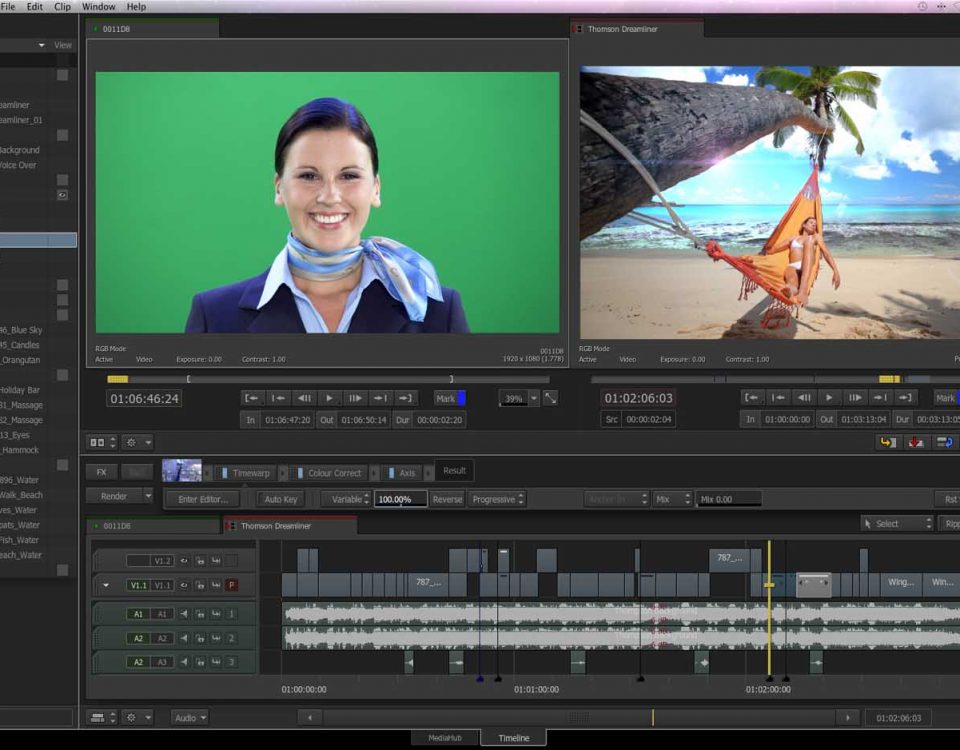 File Edit Clip Window Help
0011D8
Thomson Dreamliner
View
eamliner
eamliner_01
Background
Voice Over
46_Blue Sky
45_Candles
_Orangutan
Holiday Bar
81_Massage
82_Massage
13_Eyes
_Hammock
896_Water
Walk_Beach
ves_Water
pats_Water
Fish_Water
each_Water
RGB Mode
Active Video Exposure: 0.00 Contrast: 1.00
0011D8
1920 x 1080 (1.778)
RGB Mode
Active Video Exposure: 0.00 Contrast: 1.00
01:06:46:24
Mark
39%
In 01:06:47:20 Out 01:06:50:14 Dur 00:00:02:20
01:02:06:03
Mark
Src 00:00:02:04
In 01:00:00:00 Out 01:03:13:04 Dur 00:03:13:05
FX
Timewarp
Colour Correct
Axis
Result
Render
Enter Editor...
Auto Key
Variable
100.00%
Reverse
Progressive
Mix
Mix 0.00
Rst
0011D8
Thomson Dreamliner
Select
Ripp
V1.2
V1.1 V1.1 P
A1 A1 1
A2 A2 2
A2 A3 3
787_...
787_...
Wing...
Win...
01:00:00:00
01:01:00:00
01:02:00:00
Audio
01:02:06:03
MediaHub
Timeline